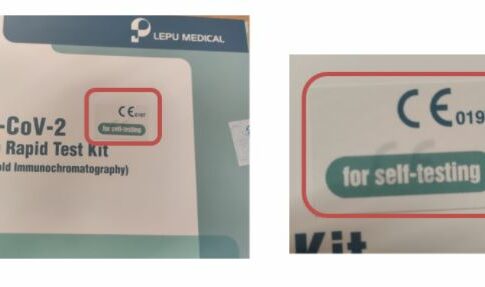 LEPU MEDICAL
CE 0197
for self-testing
-CoV-2
Rapid Test Kit
old Immunochromatography)
CE 019
for self-testing
Kit